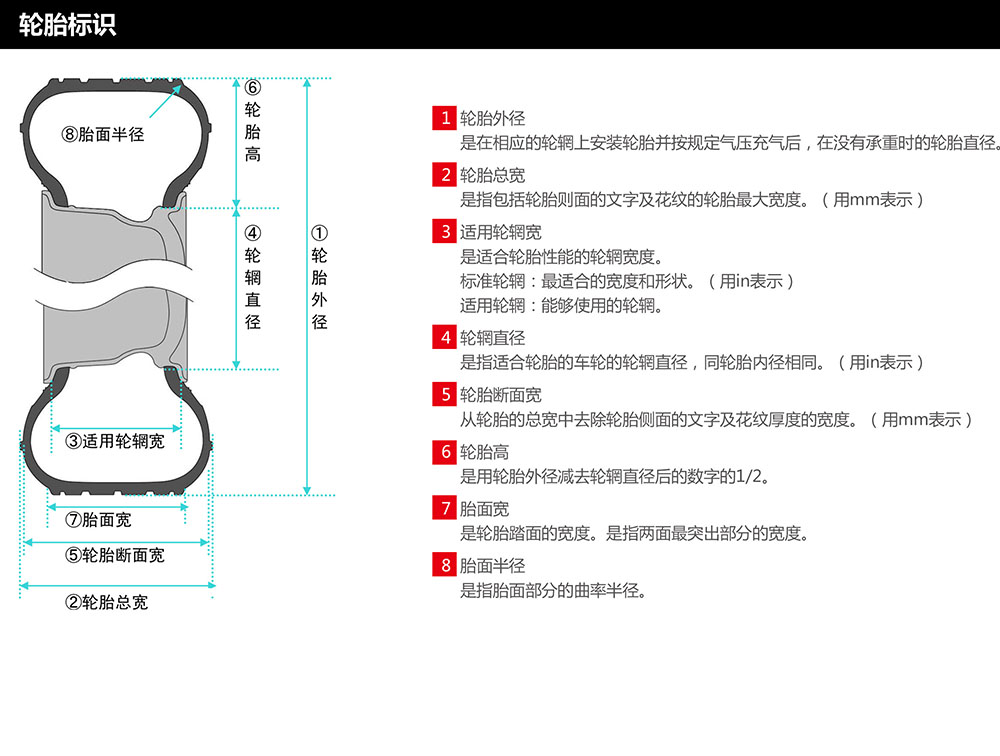 轮胎标识
⑥轮胎高
⑧胎面半径
④轮辋直径
①轮胎外径
③适用轮辋宽
⑦胎面宽
⑤轮胎断面宽
②轮胎总宽
1 轮胎外径
是在相应的轮辋上安装轮胎并按规定气压充气后，在没有承重时的轮胎直径。
2 轮胎总宽
是指包括轮胎则面的文字及花纹的轮胎最大宽度。（用mm表示）
3 适用轮辋宽
是适合轮胎性能的轮辋宽度。
标准轮辋：最适合的宽度和形状。（用in表示）
适用轮辋：能够使用的轮辋。
4 轮辋直径
是指适合轮胎的车轮的轮辋直径，同轮胎内径相同。（用in表示）
5 轮胎断面宽
从轮胎的总宽中去除轮胎侧面的文字及花纹厚度的宽度。（用mm表示）
6 轮胎高
是用轮胎外径减去轮辋直径后的数字的1/2。
7 胎面宽
是轮胎踏面的宽度。是指两面最突出部分的宽度。
8 胎面半径
是指胎面部分的曲率半径。